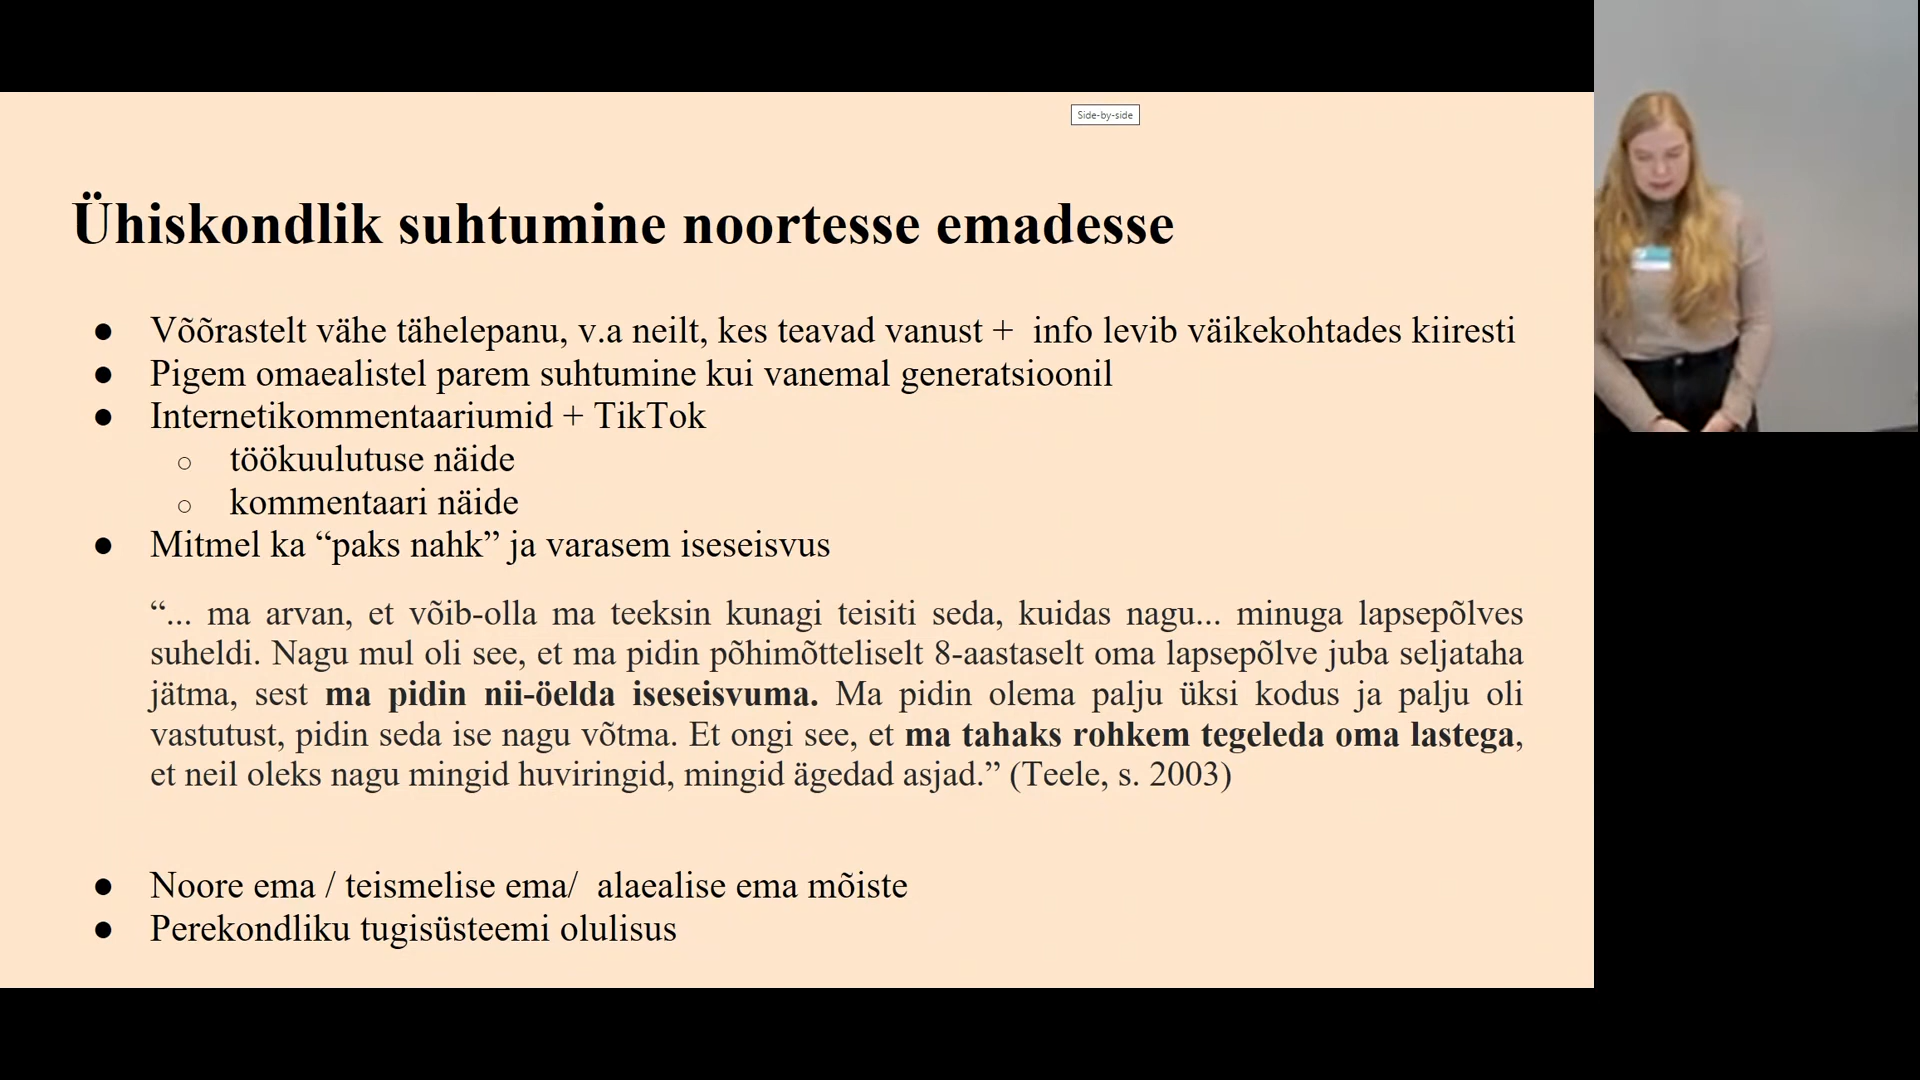 Side-by-side
Ühiskondlik suhtumine noortesse emadesse
● Võõrastelt vähe tähelepanu, v.a neilt, kes teavad vanust + info levib väikekohtades kiiresti
● Pigem omaealistel parem suhtumine kui vanemal generatsioonil
● Internetikommentaariumid + TikTok
○ töökuulutuse näide
○ kommentaari näide
● Mitmel ka “paks nahk” ja varasem iseseisvus
“... ma arvan, et võib-olla ma teeksin kunagi teisiti seda, kuidas nagu... minuga lapsepõlves
suheldi. Nagu mul oli see, et ma pidin põhimõtteliselt 8-aastaselt oma lapsepõlve juba seljataha
jätma, sest ma pidin nii-öelda iseseisvuma. Ma pidin olema palju üksi kodus ja palju oli
vastutust, pidin seda ise nagu võtma. Et ongi see, et ma tahaks rohkem tegeleda oma lastega,
et neil oleks nagu mingid huviringid, mingid ägedad asjad.” (Teele, s. 2003)
● Noore ema / teismelise ema/ alaealise ema mõiste
● Perekondliku tugisüsteemi olulisus